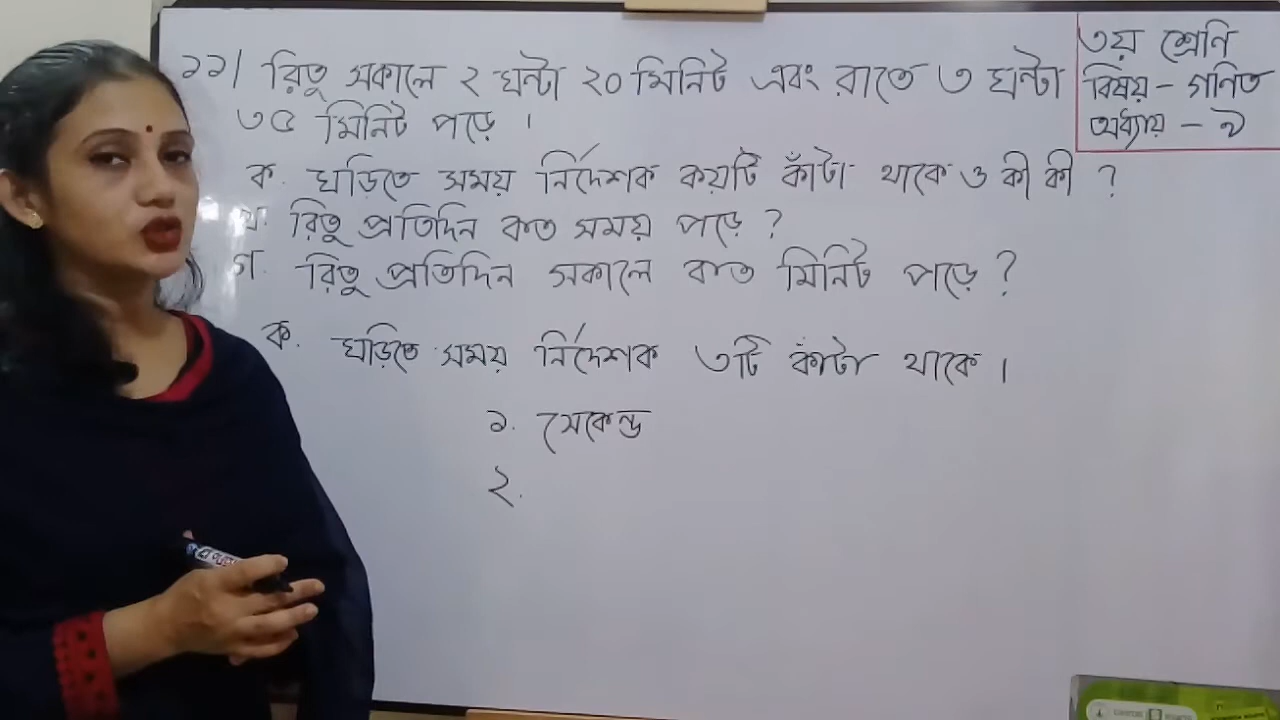 ১১। রিতু সকালে ২ ঘন্টা ২০ মিনিট এবং রাতে ৩ ঘন্টা
৩৫ মিনিট পড়ে।
ক. ঘড়িতে সময় নির্দেশক কয়টি কাঁটা থাকে ও কী কী ?
খ. রিতু প্রতিদিন কত সময় পড়ে ?
গ. রিতু প্রতিদিন সকালে কত মিনিট পড়ে ?
ক. ঘড়িতে সময় নির্দেশক ৩টি কাঁটা থাকে।
১. সেকেন্ড
২.
৩য় শ্রেণি
বিষয় - গণিত
অধ্যায় - ৯